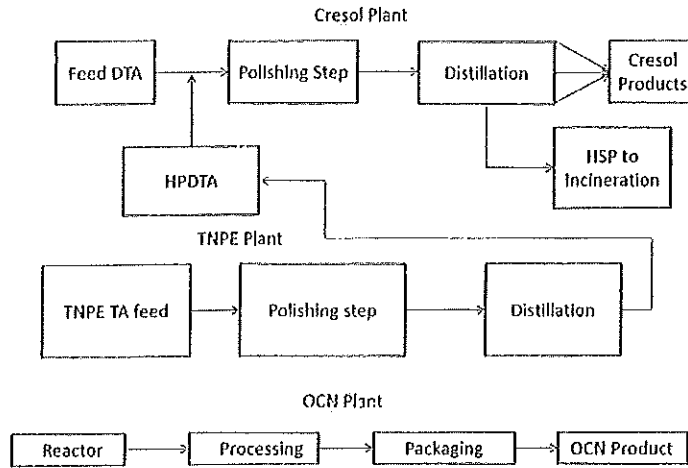 Cresol Plant
Feed DTA
Polishing Step
Distillation
Cresol
Products
HPDTA
HSP to
Incineration
TNPE Plant
TNPE TA feed
Polishing step
Distillation
OCN Plant
Reactor
Processing
Packaging
OCN Product